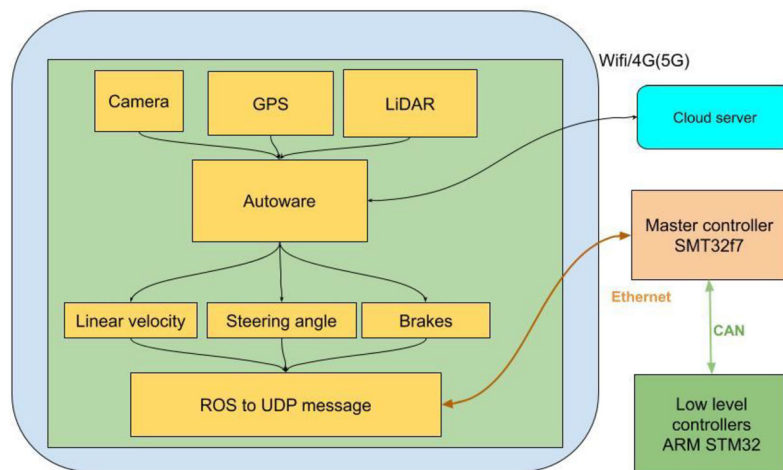 Wifi/4G(5G)
Camera
GPS
LiDAR
Cloud server
Autoware
Master controller
SMT32f7
Ethernet
Linear velocity
Steering angle
Brakes
CAN
ROS to UDP message
Low level
controllers
ARM STM32